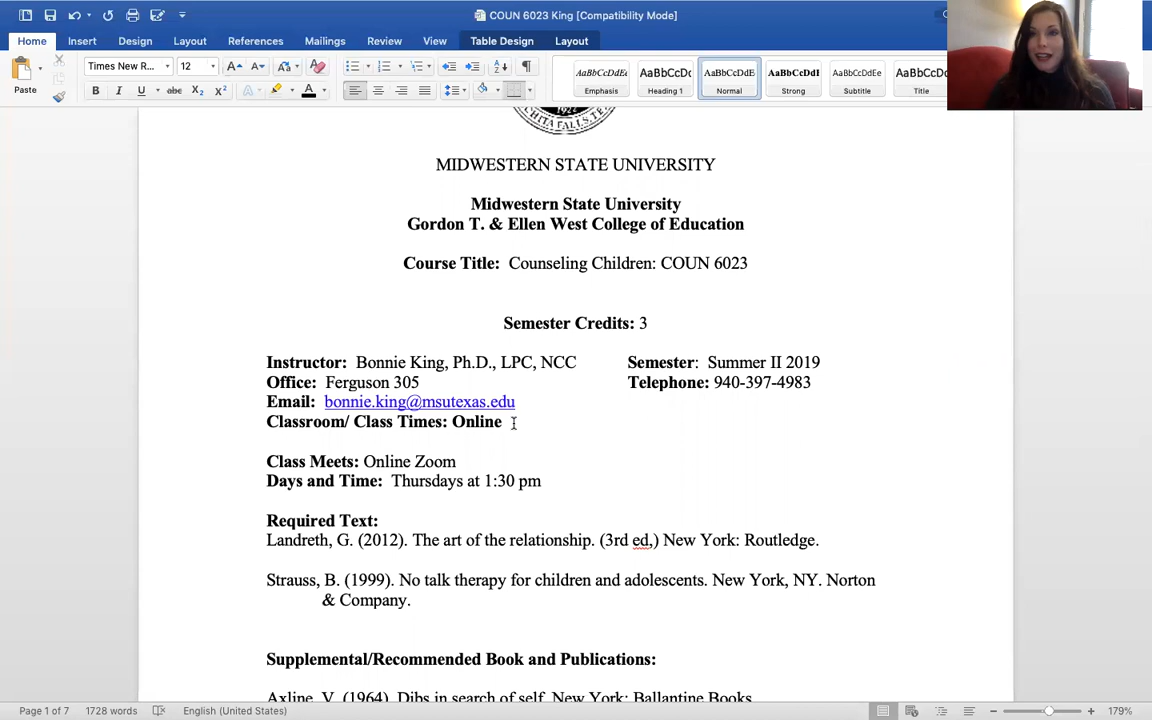 COUN 6023 King [Compatibility Mode]
Home Insert Design Layout References Mailings Review View Table Design Layout
Paste
Times New R... 12
B I U abc X2 X2 A
AaBbCcDdEe AaBbCcDc AaBbCcDdE AaBbCcDdI AaBbCcDdEe AaBbCcDc
Emphasis Heading 1 Normal Strong Subtitle Title
1922
MIDWESTERN STATE UNIVERSITY
Midwestern State University
Gordon T. & Ellen West College of Education
Course Title: Counseling Children: COUN 6023
Semester Credits: 3
Instructor: Bonnie King, Ph.D., LPC, NCC Semester: Summer II 2019
Office: Ferguson 305 Telephone: 940-397-4983
Email: bonnie.king@msutexas.edu
Classroom/ Class Times: Online
Class Meets: Online Zoom
Days and Time: Thursdays at 1:30 pm
Required Text:
Landreth, G. (2012). The art of the relationship. (3rd ed,) New York: Routledge.
Strauss, B. (1999). No talk therapy for children and adolescents. New York, NY. Norton
& Company.
Supplemental/Recommended Book and Publications:
Axline, V. (1964). Dibs in search of self. New York: Ballantine Books.
Page 1 of 7 1728 words English (United States) 179%